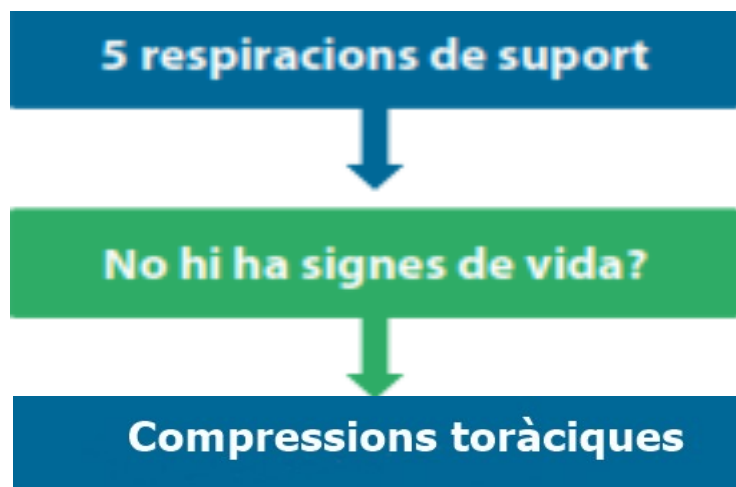 5 respiracions de suport
No hi ha signes de vida?
Compressions toràciques